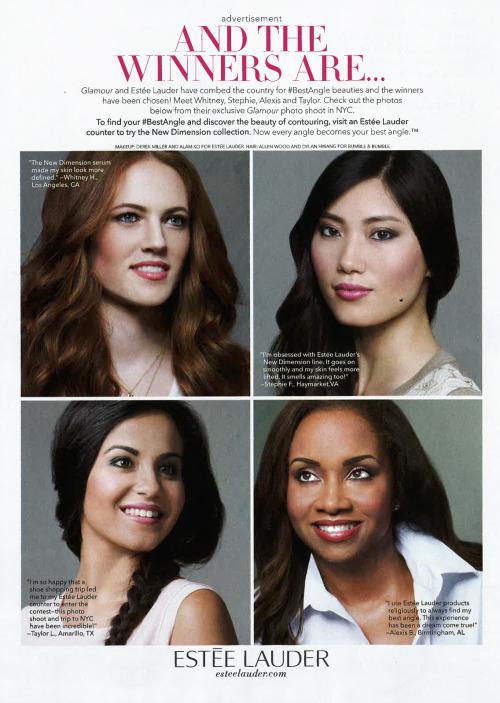 advertisement
AND THE
WINNERS ARE...
Glamour and Estée Lauder have combed the country for #BestAngle beauties and the winners
have been chosen! Meet Whitney, Stephie, Alexis and Taylor. Check out the photos
below from their exclusive Glamour photo shoot in NYC.
To find your #BestAngle and discover the beauty of contouring, visit an Estée Lauder
counter to try the New Dimension collection. Now every angle becomes your best angle.™
MAKEUP: DEREK MILLER AND ALAM KO FOR ESTÉE LAUDER HAIR: ALLEN WOOD AND DYLAN HWANG FOR BUMBLE & BUMBLE
"The New Dimension serum
made my skin look more
defined." –Whitney H.,
Los Angeles, CA
"I'm obsessed with Estée Lauder's
New Dimension line. It goes on
smoothly and my skin feels more
lifted. It smells amazing too!"
–Stephie F., Haymarket,VA
"I'm so happy that a
shoe shopping trip led
me to my Estée Lauder
counter to enter the
contest–this photo
shoot and trip to NYC
have been incredible!"
–Taylor L., Amarillo, TX
"I use Estée Lauder products
religiously to always find my
best angle. This experience
has been a dream come true!"
–Alexis B., Birmingham, AL
ESTĒE LAUDER
esteelauder.com